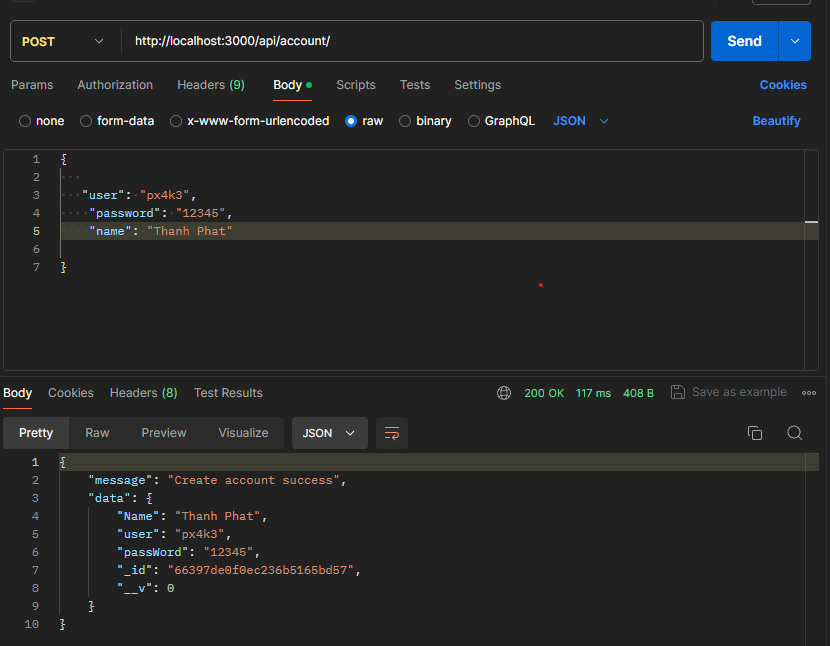 POST http://localhost:3000/api/account/ Send
Params Authorization Headers (9) Body Scripts Tests Settings Cookies
none form-data x-www-form-urlencoded raw binary GraphQL JSON Beautify
1 {
2
3 "user": "px4k3",
4 "password": "12345",
5 "name": "Thanh Phat"
6
7 }
Body Cookies Headers (8) Test Results 200 OK 117 ms 408 B Save as example
Pretty Raw Preview Visualize JSON
1 {
2 "message": "Create account success",
3 "data": {
4 "Name": "Thanh Phat",
5 "user": "px4k3",
6 "passWord": "12345",
7 "_id": "66397de0f0ec236b5165bd57",
8 "__v": 0
9 }
10 }